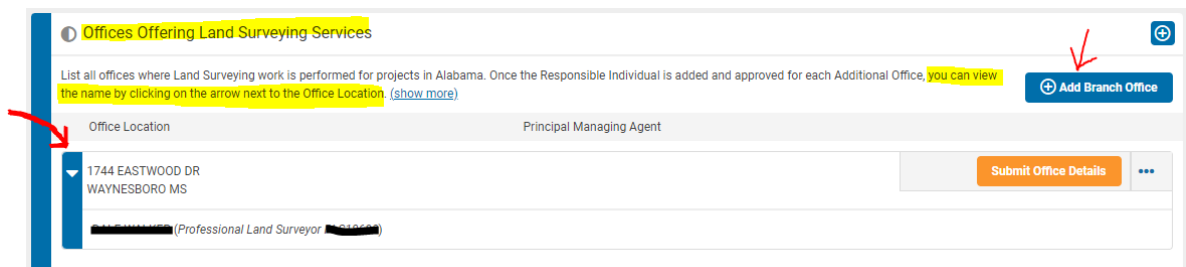 Offices Offering Land Surveying Services
List all offices where Land Surveying work is performed for projects in Alabama. Once the Responsible Individual is added and approved for each Additional Office, you can view
the name by clicking on the arrow next to the Office Location. (show more)
Add Branch Office
Office Location Principal Managing Agent
1744 EASTWOOD DR
WAYNESBORO MS
Submit Office Details
(Professional Land Surveyor )